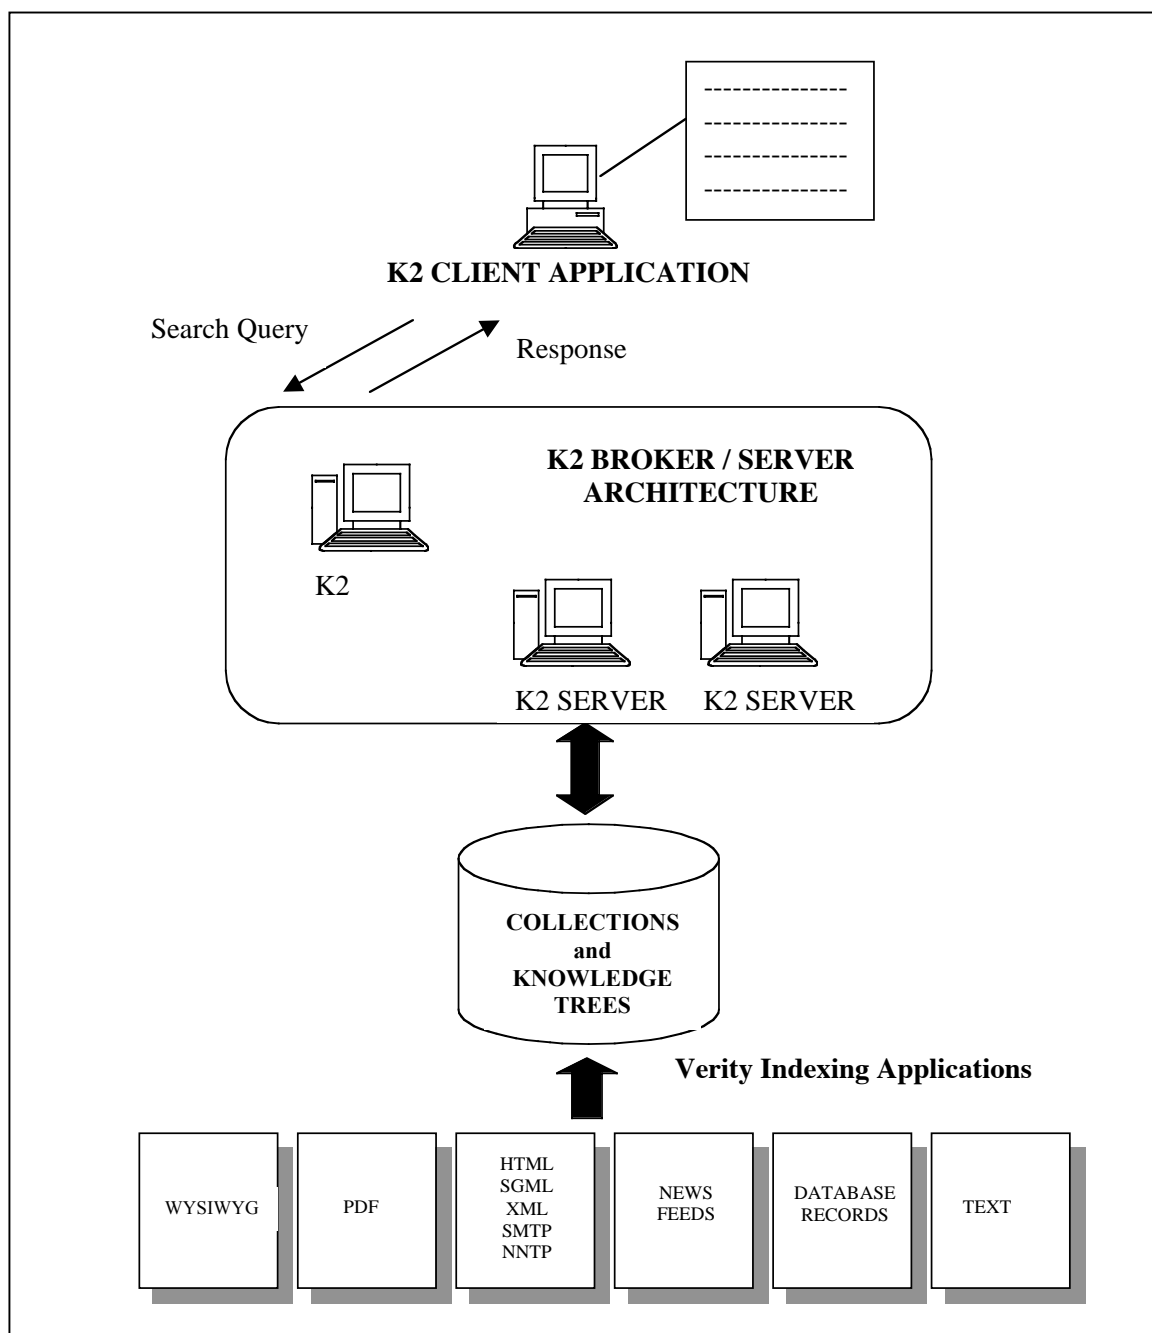 K2 CLIENT APPLICATION
Search Query
Response
K2 BROKER / SERVER
ARCHITECTURE
K2
K2 SERVER
K2 SERVER
COLLECTIONS
and
KNOWLEDGE
TREES
Verity Indexing Applications
WYSIWYG
PDF
HTML
SGML
XML
SMTP
NNTP
NEWS
FEEDS
DATABASE
RECORDS
TEXT